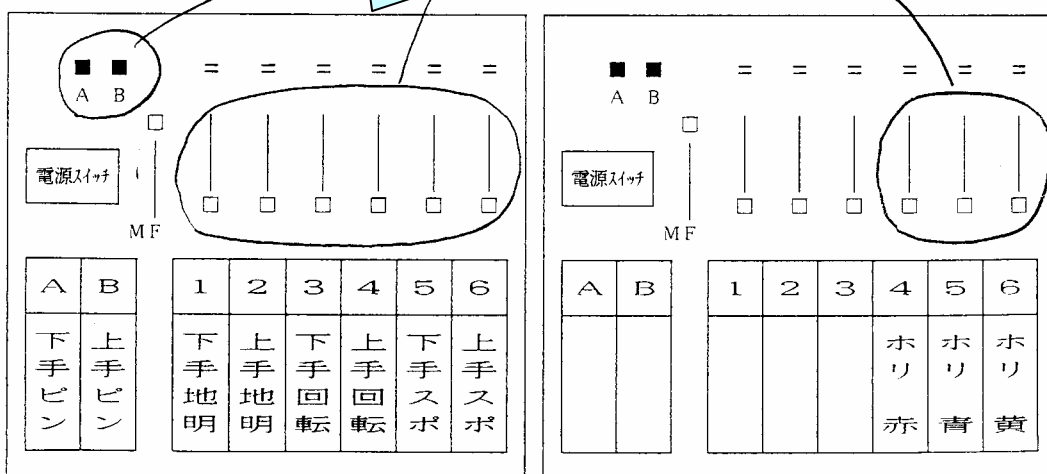 A B
電源スイッチ
MF
A B 1 2 3 4 5 6
下手ピン
上手ピン
下手地明
上手地明
下手回転
上手回転
下手スポ
上手スポ
A B
電源スイッチ
MF
A B 1 2 3 4 5 6
ホリ 赤
ホリ 青
ホリ 黄